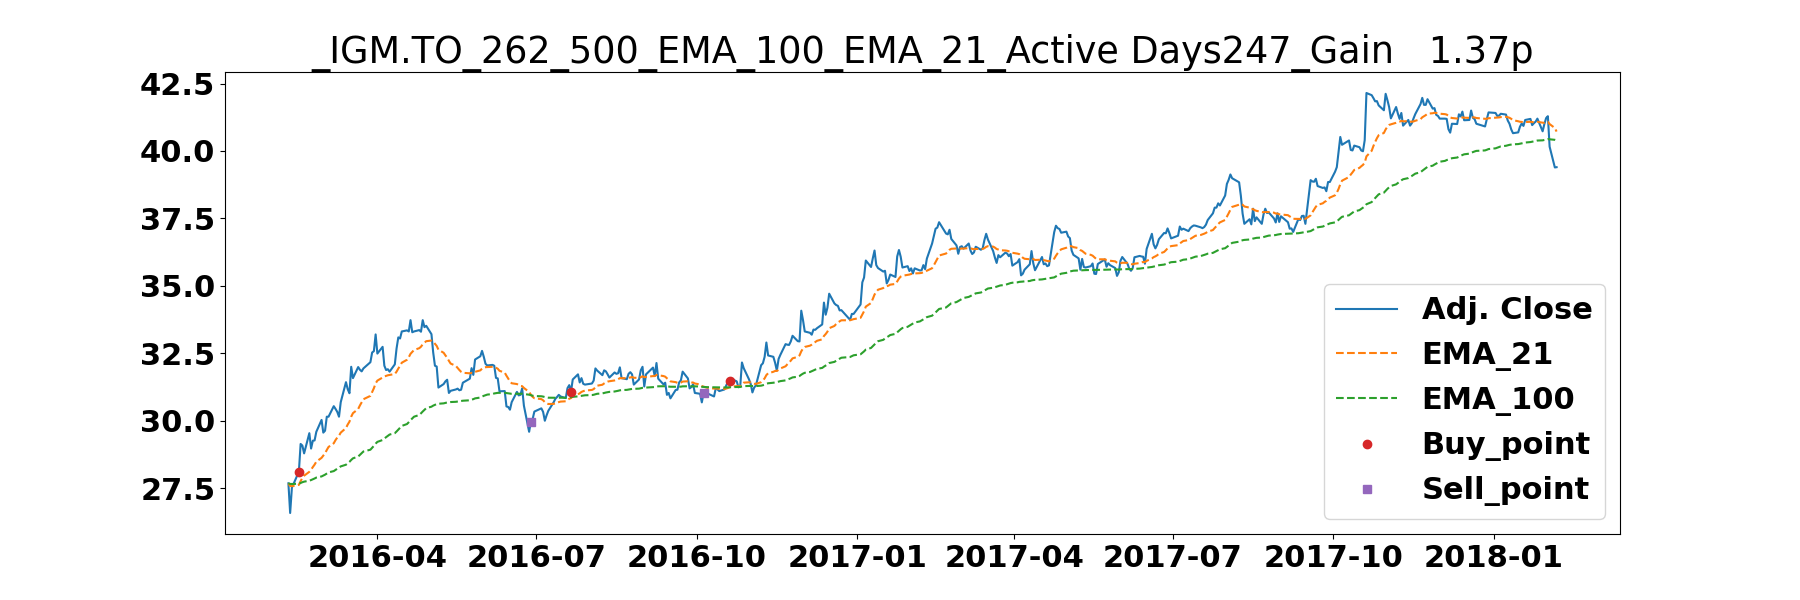 _IGM.TO_262_500_EMA_100_EMA_21_Active Days247_Gain   1.37p
42.5
40.0
37.5
35.0
32.5
30.0
27.5
Adj. Close
EMA_21
EMA_100
Buy_point
Sell_point
2016-04 2016-07 2016-10 2017-01 2017-04 2017-07 2017-10 2018-01